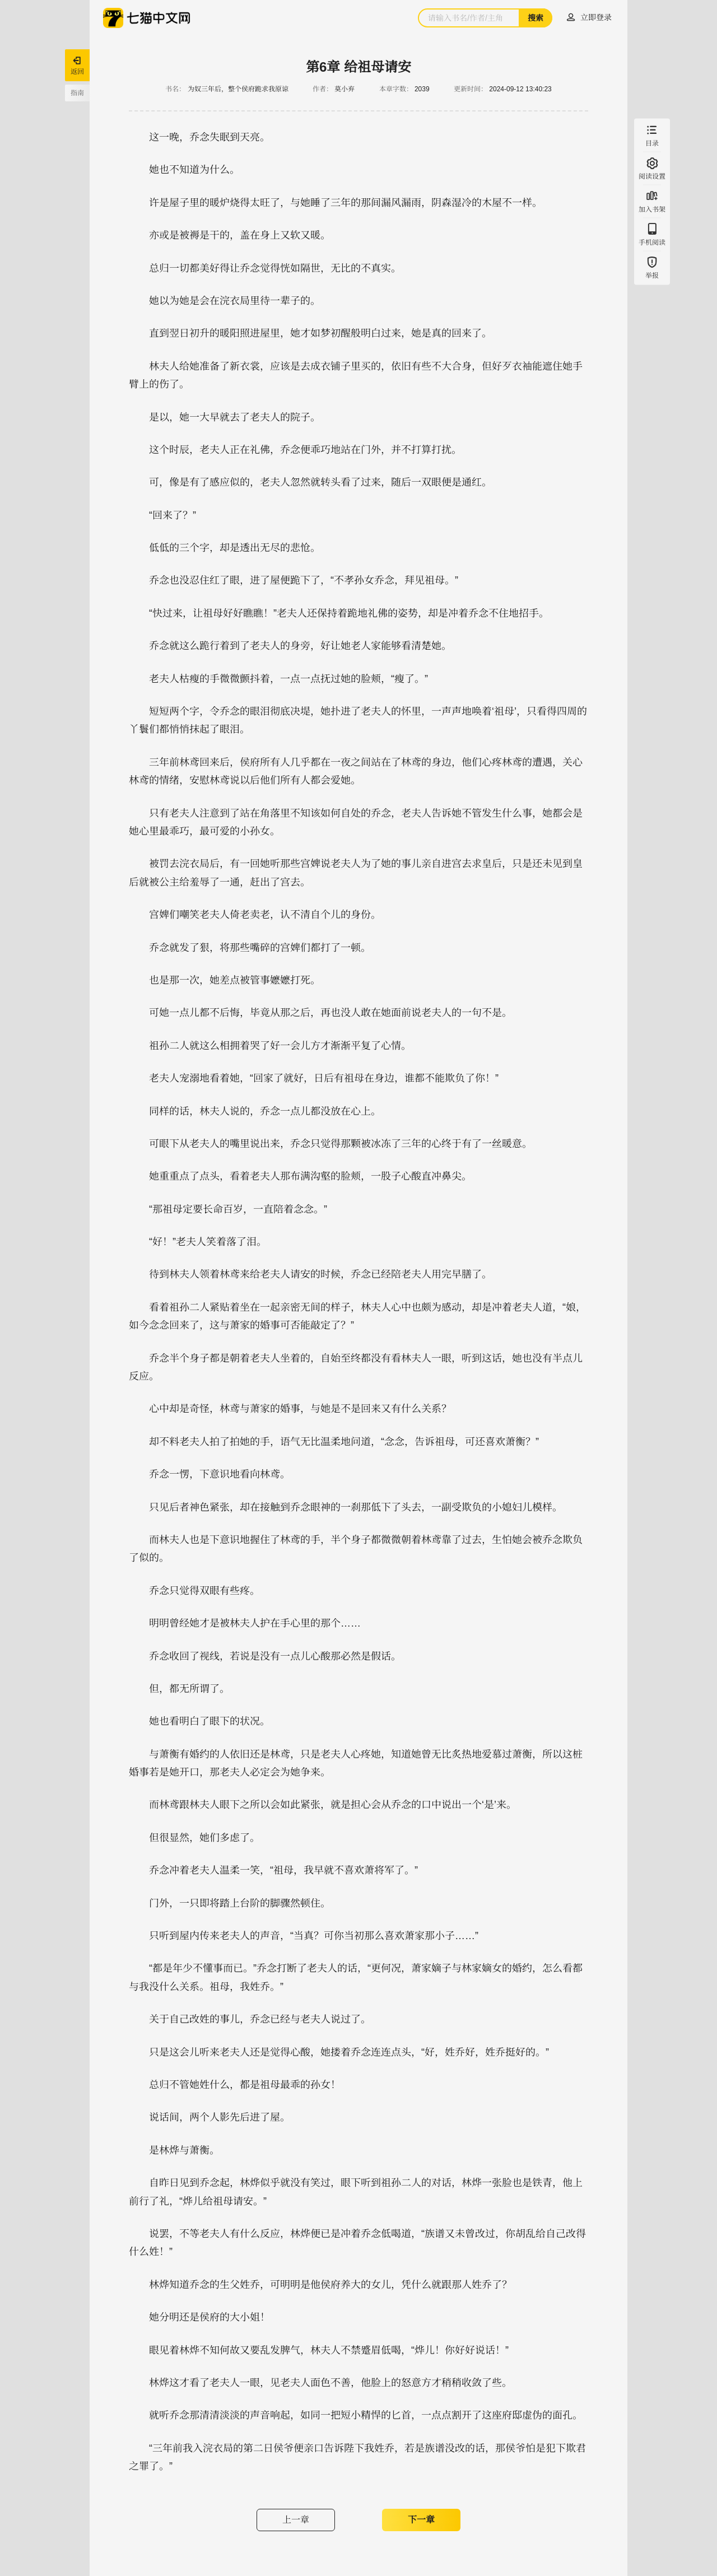 七猫中文网
请输入书名/作者/主角
搜索
立即登录
返回
指南
目录
阅读设置
加入书架
手机阅读
举报
第6章 给祖母请安
书名： 为奴三年后，整个侯府跪求我原谅 作者： 莫小弃 本章字数： 2039 更新时间： 2024-09-12 13:40:23
这一晚，乔念失眠到天亮。
她也不知道为什么。
许是屋子里的暖炉烧得太旺了，与她睡了三年的那间漏风漏雨，阴森湿冷的木屋不一样。
亦或是被褥是干的，盖在身上又软又暖。
总归一切都美好得让乔念觉得恍如隔世，无比的不真实。
她以为她是会在浣衣局里待一辈子的。
直到翌日初升的暖阳照进屋里，她才如梦初醒般明白过来，她是真的回来了。
林夫人给她准备了新衣裳，应该是去成衣铺子里买的，依旧有些不大合身，但好歹衣袖能遮住她手
臂上的伤了。
是以，她一大早就去了老夫人的院子。
这个时辰，老夫人正在礼佛，乔念便乖巧地站在门外，并不打算打扰。
可，像是有了感应似的，老夫人忽然就转头看了过来，随后一双眼便是通红。
“回来了？”
低低的三个字，却是透出无尽的悲怆。
乔念也没忍住红了眼，进了屋便跪下了，“不孝孙女乔念，拜见祖母。”
“快过来，让祖母好好瞧瞧！”老夫人还保持着跪地礼佛的姿势，却是冲着乔念不住地招手。
乔念就这么跪行着到了老夫人的身旁，好让她老人家能够看清楚她。
老夫人枯瘦的手微微颤抖着，一点一点抚过她的脸颊，“瘦了。”
短短两个字，令乔念的眼泪彻底决堤，她扑进了老夫人的怀里，一声声地唤着‘祖母’，只看得四周的
丫鬟们都悄悄抹起了眼泪。
三年前林鸢回来后，侯府所有人几乎都在一夜之间站在了林鸢的身边，他们心疼林鸢的遭遇，关心
林鸢的情绪，安慰林鸢说以后他们所有人都会爱她。
只有老夫人注意到了站在角落里不知该如何自处的乔念，老夫人告诉她不管发生什么事，她都会是
她心里最乖巧，最可爱的小孙女。
被罚去浣衣局后，有一回她听那些宫婢说老夫人为了她的事儿亲自进宫去求皇后，只是还未见到皇
后就被公主给羞辱了一通，赶出了宫去。
宫婢们嘲笑老夫人倚老卖老，认不清自个儿的身份。
乔念就发了狠，将那些嘴碎的宫婢们都打了一顿。
也是那一次，她差点被管事嬷嬷打死。
可她一点儿都不后悔，毕竟从那之后，再也没人敢在她面前说老夫人的一句不是。
祖孙二人就这么相拥着哭了好一会儿方才渐渐平复了心情。
老夫人宠溺地看着她，“回家了就好，日后有祖母在身边，谁都不能欺负了你！”
同样的话，林夫人说的，乔念一点儿都没放在心上。
可眼下从老夫人的嘴里说出来，乔念只觉得那颗被冰冻了三年的心终于有了一丝暖意。
她重重点了点头，看着老夫人那布满沟壑的脸颊，一股子心酸直冲鼻尖。
“那祖母定要长命百岁，一直陪着念念。”
“好！”老夫人笑着落了泪。
待到林夫人领着林鸢来给老夫人请安的时候，乔念已经陪老夫人用完早膳了。
看着祖孙二人紧贴着坐在一起亲密无间的样子，林夫人心中也颇为感动，却是冲着老夫人道，“娘，
如今念念回来了，这与萧家的婚事可否能敲定了？”
乔念半个身子都是朝着老夫人坐着的，自始至终都没有看林夫人一眼，听到这话，她也没有半点儿
反应。
心中却是奇怪，林鸢与萧家的婚事，与她是不是回来又有什么关系？
却不料老夫人拍了拍她的手，语气无比温柔地问道，“念念，告诉祖母，可还喜欢萧衡？”
乔念一愣，下意识地看向林鸢。
只见后者神色紧张，却在接触到乔念眼神的一刹那低下了头去，一副受欺负的小媳妇儿模样。
而林夫人也是下意识地握住了林鸢的手，半个身子都微微朝着林鸢靠了过去，生怕她会被乔念欺负
了似的。
乔念只觉得双眼有些疼。
明明曾经她才是被林夫人护在手心里的那个……
乔念收回了视线，若说是没有一点儿心酸那必然是假话。
但，都无所谓了。
她也看明白了眼下的状况。
与萧衡有婚约的人依旧还是林鸢，只是老夫人心疼她，知道她曾无比炙热地爱慕过萧衡，所以这桩
婚事若是她开口，那老夫人必定会为她争来。
而林鸢跟林夫人眼下之所以会如此紧张，就是担心会从乔念的口中说出一个‘是’来。
但很显然，她们多虑了。
乔念冲着老夫人温柔一笑，“祖母，我早就不喜欢萧将军了。”
门外，一只即将踏上台阶的脚骤然顿住。
只听到屋内传来老夫人的声音，“当真？可你当初那么喜欢萧家那小子……”
“都是年少不懂事而已。”乔念打断了老夫人的话，“更何况，萧家嫡子与林家嫡女的婚约，怎么看都
与我没什么关系。祖母，我姓乔。”
关于自己改姓的事儿，乔念已经与老夫人说过了。
只是这会儿听来老夫人还是觉得心酸，她搂着乔念连连点头，“好，姓乔好，姓乔挺好的。”
总归不管她姓什么，都是祖母最乖的孙女！
说话间，两个人影先后进了屋。
是林烨与萧衡。
自昨日见到乔念起，林烨似乎就没有笑过，眼下听到祖孙二人的对话，林烨一张脸也是铁青，他上
前行了礼，“烨儿给祖母请安。”
说罢，不等老夫人有什么反应，林烨便已是冲着乔念低喝道，“族谱又未曾改过，你胡乱给自己改得
什么姓！”
林烨知道乔念的生父姓乔，可明明是他侯府养大的女儿，凭什么就跟那人姓乔了？
她分明还是侯府的大小姐！
眼见着林烨不知何故又要乱发脾气，林夫人不禁蹙眉低喝，“烨儿！你好好说话！”
林烨这才看了老夫人一眼，见老夫人面色不善，他脸上的怒意方才稍稍收敛了些。
就听乔念那清清淡淡的声音响起，如同一把短小精悍的匕首，一点点割开了这座府邸虚伪的面孔。
“三年前我入浣衣局的第二日侯爷便亲口告诉陛下我姓乔，若是族谱没改的话，那侯爷怕是犯下欺君
之罪了。”
上一章
下一章